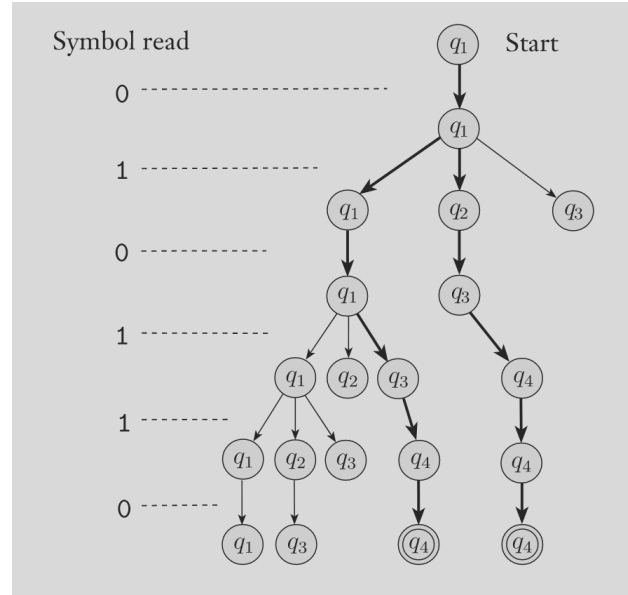 Symbol read q₁ Start
0
q₁
1
q₁ q₂ q₃
0
q₁ q₃
1
q₁ q₂ q₃ q₄
1
q₁ q₂ q₃ q₄ q₄
0
q₁ q₃ q₄ q₄